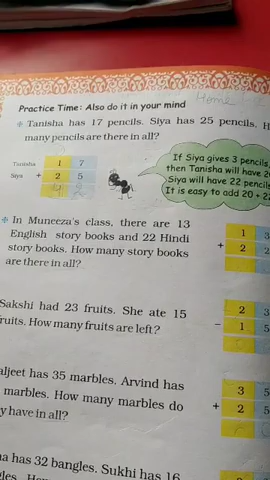 Home
Practice Time: Also do it in your mind
Tanisha has 17 pencils. Siya has 25 pencils. H
many pencils are there in all?
Tanisha 1 7
Siya + 2 5
4 2
If Siya gives 3 pencils,
then Tanisha will have 20
Siya will have 22 pencils
It is easy to add 20 + 22
In Muneeza's class, there are 13
English story books and 22 Hindi
story books. How many story books
are there in all?
1 3
+ 2 2
Sakshi had 23 fruits. She ate 15
fruits. How many fruits are left?
2 3
- 1 5
aljeet has 35 marbles. Arvind has
marbles. How many marbles do
y have in all?
3 5
+ 2 5
na has 32 bangles. Sukhi has 16